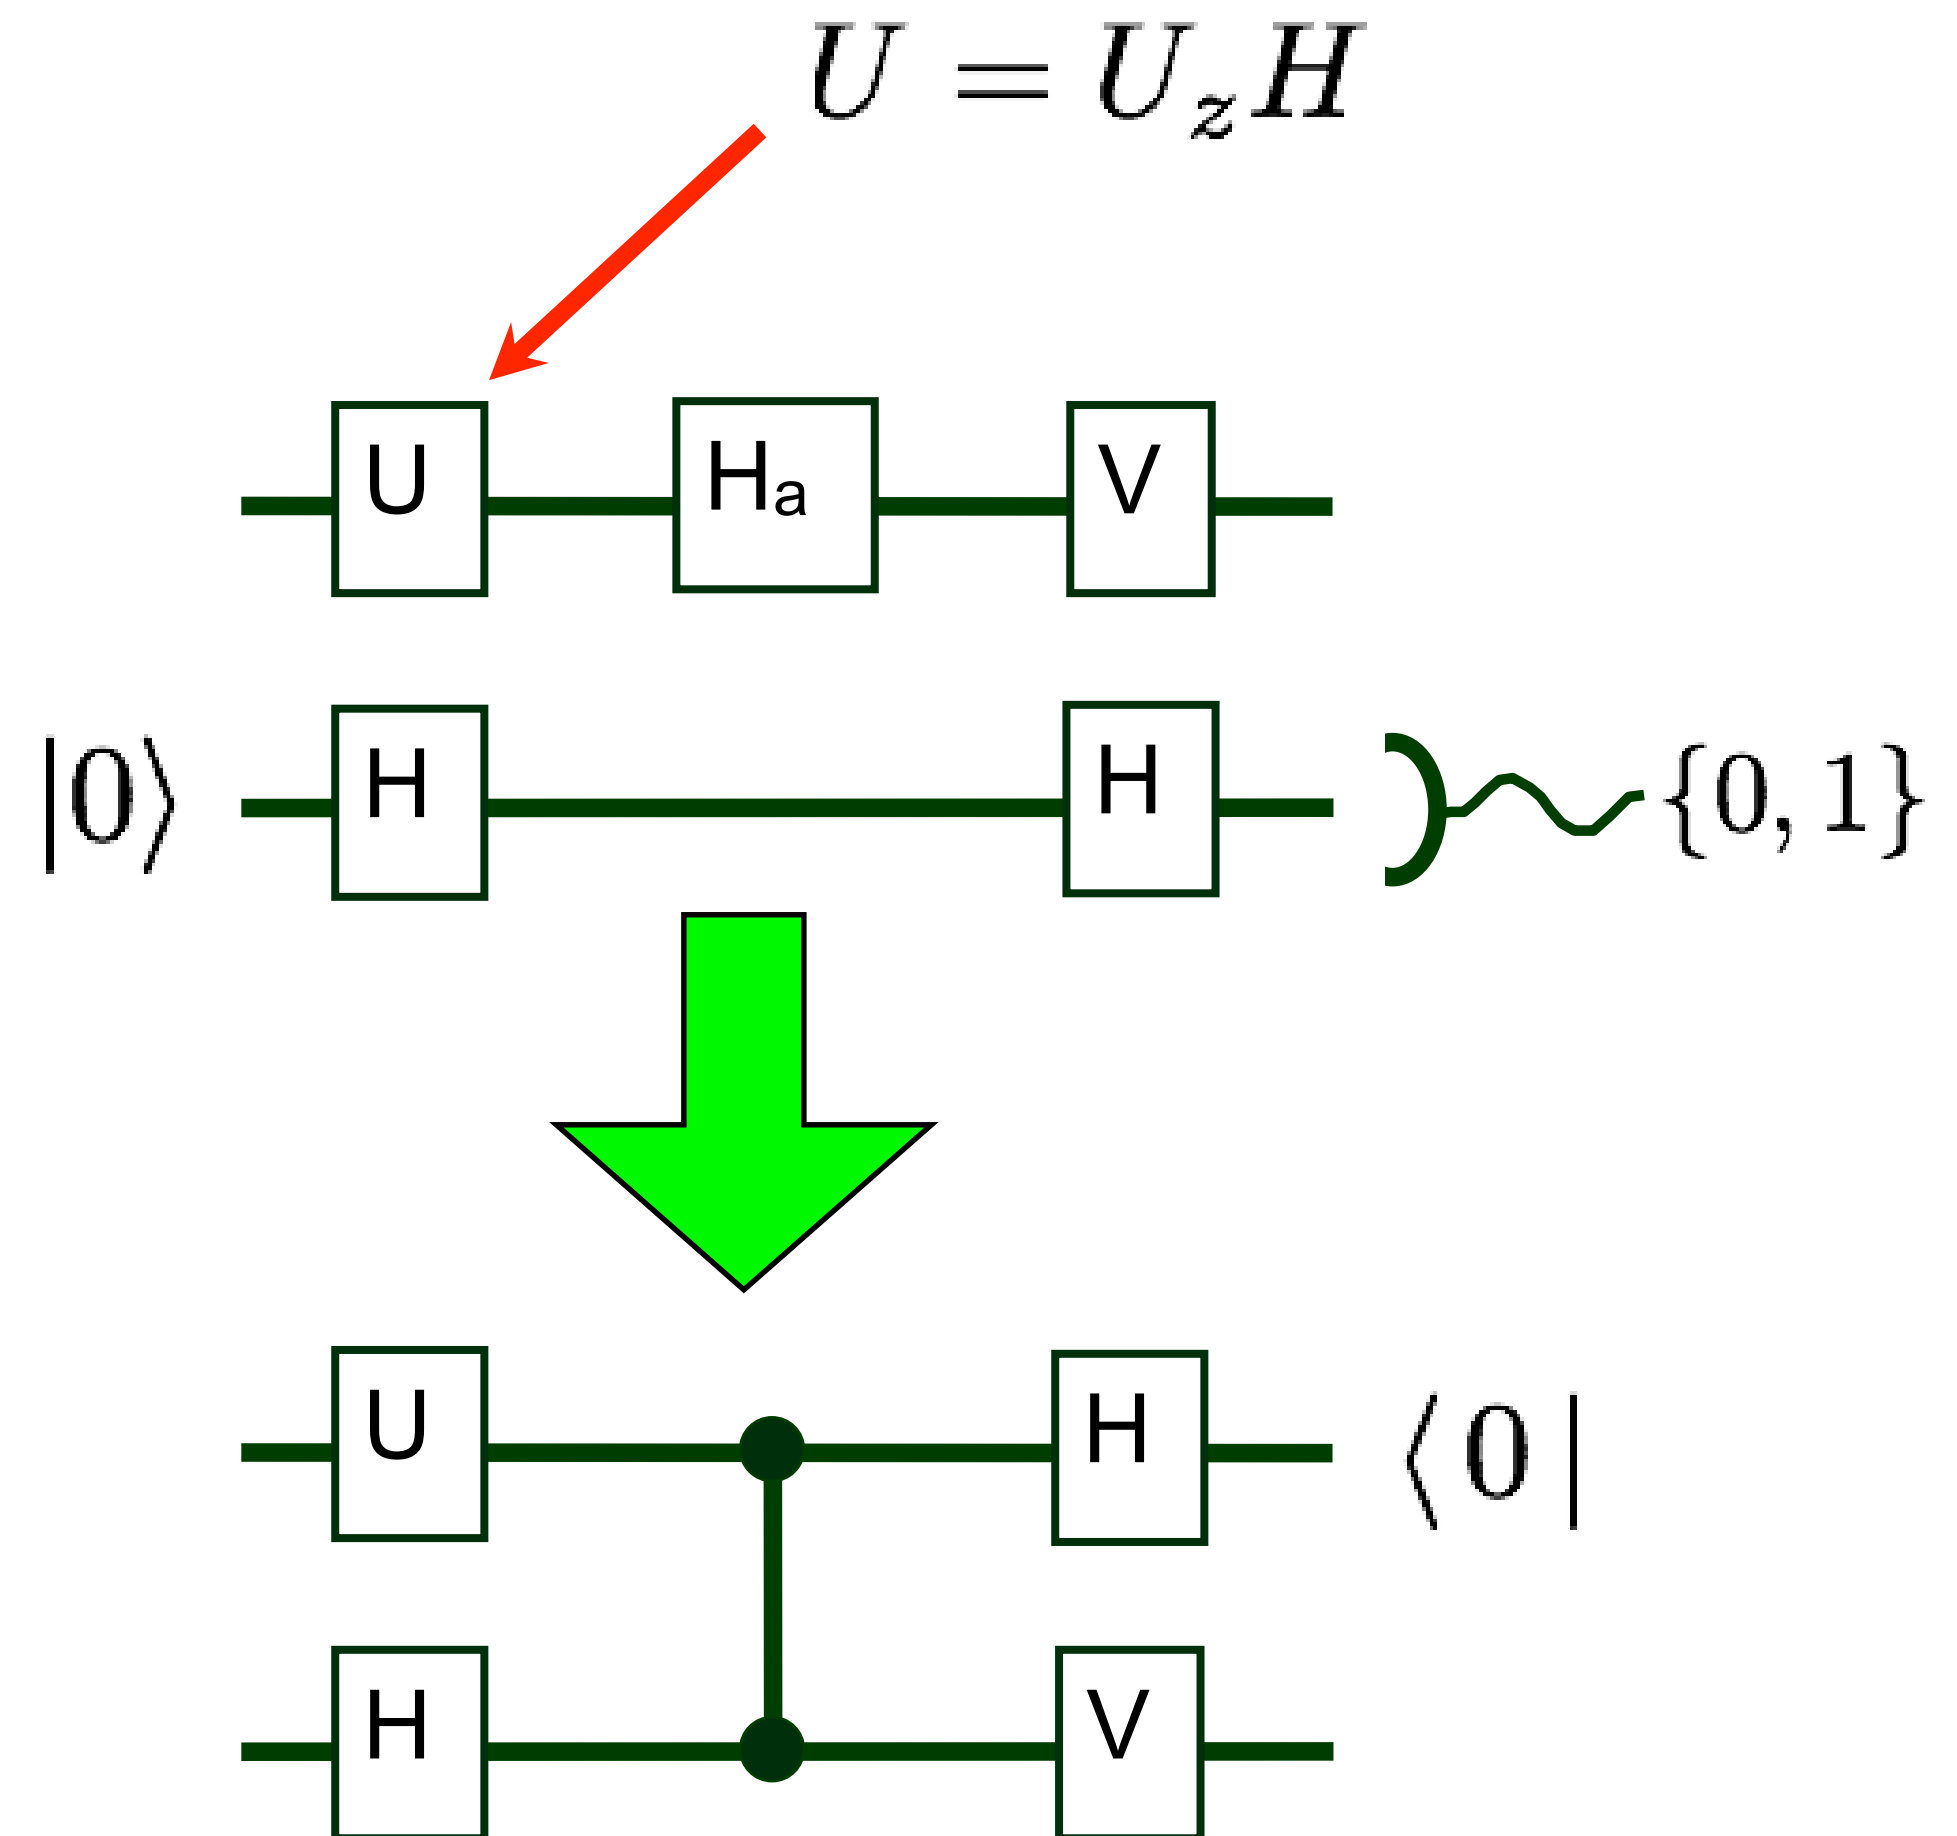 U = U_z H
U H_a V
|0⟩ H H {0, 1}
U H ⟨0|
H V